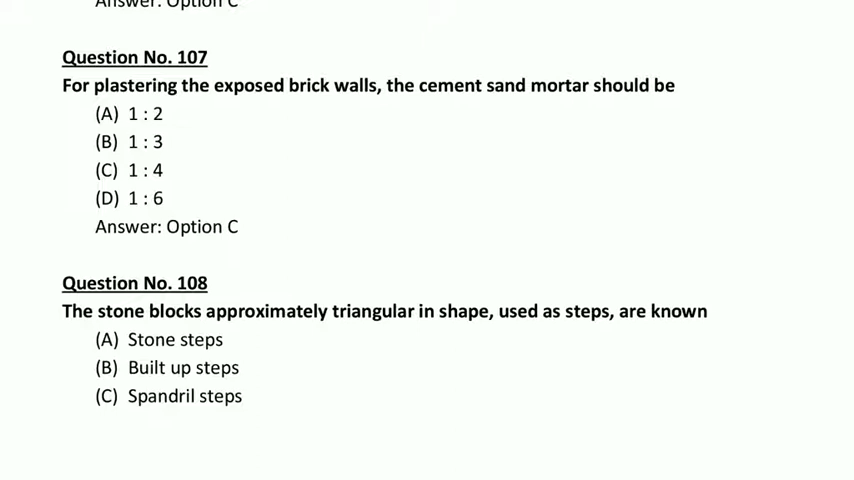 Answer: Option C
Question No. 107
For plastering the exposed brick walls, the cement sand mortar should be
(A) 1 : 2
(B) 1 : 3
(C) 1 : 4
(D) 1 : 6
Answer: Option C
Question No. 108
The stone blocks approximately triangular in shape, used as steps, are known
(A) Stone steps
(B) Built up steps
(C) Spandril steps